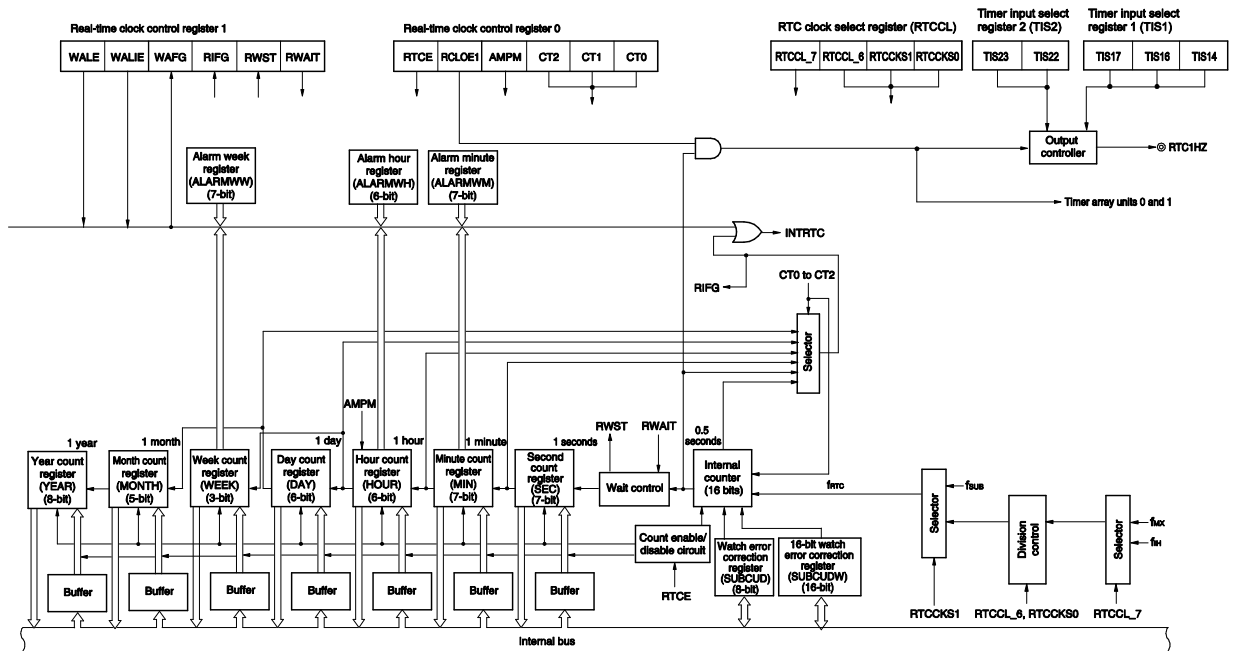 Real-time clock control register 1
WALE WALIE WAFG RIFG RWST RWAIT
Real-time clock control register 0
RTCE RCLOE1 AMPM CT2 CT1 CT0
RTC clock select register (RTCCL)
RTCCL_7 RTCCL_6 RTCCKS1 RTCCKS0
Timer input select
register 2 (TIS2)
TIS23 TIS22
Timer input select
register 1 (TIS1)
TIS17 TIS16 TIS14
Output
controller
RTC1HZ
Timer array units 0 and 1
Alarm week
register
(ALARMWW)
(7-bit)
Alarm hour
register
(ALARMWH)
(6-bit)
Alarm minute
register
(ALARMWM)
(7-bit)
INTRTC
RIFG
CT0 to CT2
Selector
AMPM
1 year
1 month
1 day
1 hour
1 minute
1 seconds
RWST
RWAIT
0.5
seconds
Year count
register
(YEAR)
(8-bit)
Month count
register
(MONTH)
(5-bit)
Week count
register
(WEEK)
(3-bit)
Day count
register
(DAY)
(6-bit)
Hour count
register
(HOUR)
(6-bit)
Minute count
register
(MIN)
(7-bit)
Second
count
register
(SEC)
(7-bit)
Wait control
Internal
counter
(16 bits)
fRTC
Selector
fSUB
Division
control
Selector
fMX
fIH
Count enable/
disable circuit
RTCE
Watch error
correction
register
(SUBCUD)
(8-bit)
16-bit watch
error correction
register
(SUBCUDW)
(16-bit)
RTCCKS1
RTCCL_6, RTCCKS0
RTCCL_7
Buffer
Buffer
Buffer
Buffer
Buffer
Buffer
Buffer
Internal bus